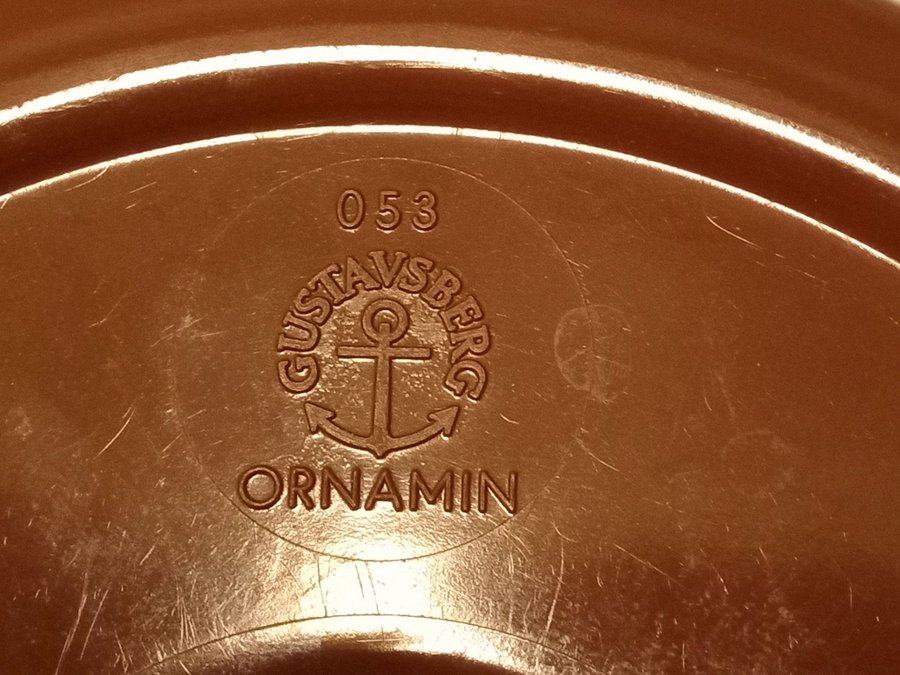 053
GUSTAVSBERG
ORNAMIN